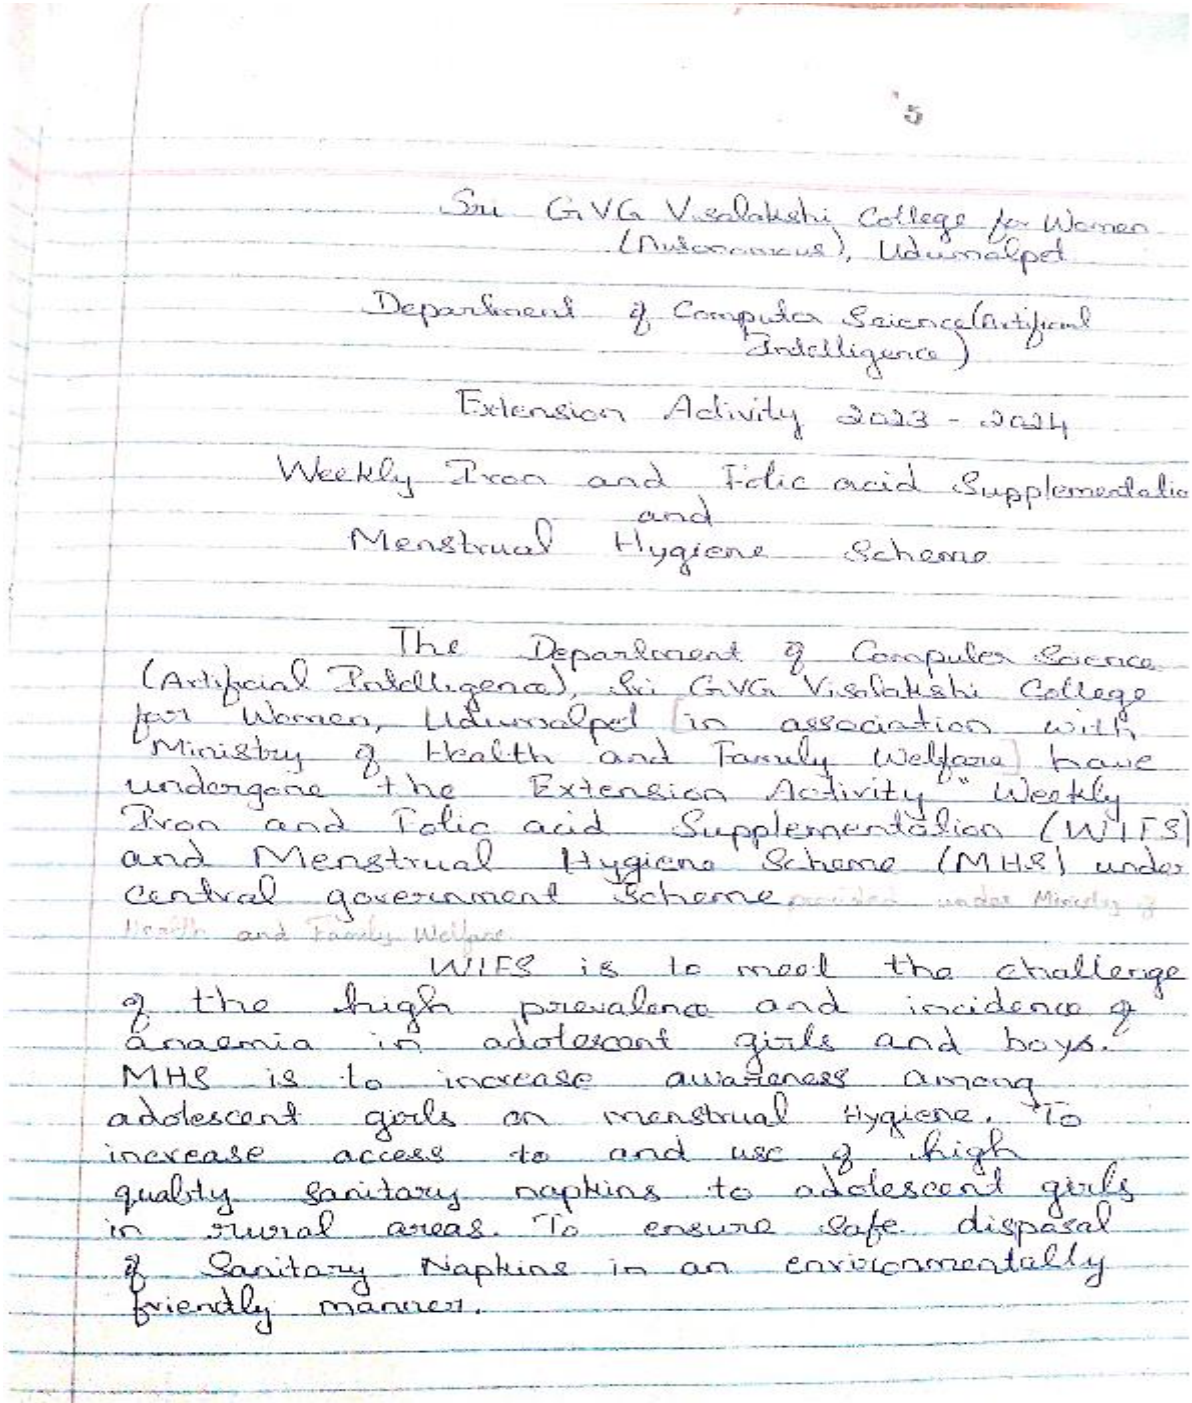 5
Sri GVG Visalakshi College for Women
(Autonomous), Udumalpet
Department of Computer Science(Artificial
Intelligence)
Extension Activity 2023 - 2024
Weekly Iron and Folic acid Supplementatio
and
Menstrual Hygiene Scheme
The Department of Computer Science
(Artificial Intelligence), Sri GVG Visalakshi College
for Women, Udumalpet [in association with
Ministry of Health and Family Welfare] have
undergone the Extension Activity "Weekly
Iron and Folic acid Supplementation (WIFS)
and Menstrual Hygiene Scheme (MHS) under
central government Scheme provided under Ministry of
Health and Family Welfare.
WIFS is to meet the challenge
of the high prevalence and incidence of
anaemia in adolescent girls and boys.
MHS is to increase awareness among
adolescent girls on menstrual Hygiene. To
increase access to and use of high
quality sanitary napkins to adolescent girls
in rural areas. To ensure safe disposal
of Sanitary Napkins in an environmentally
friendly manner.